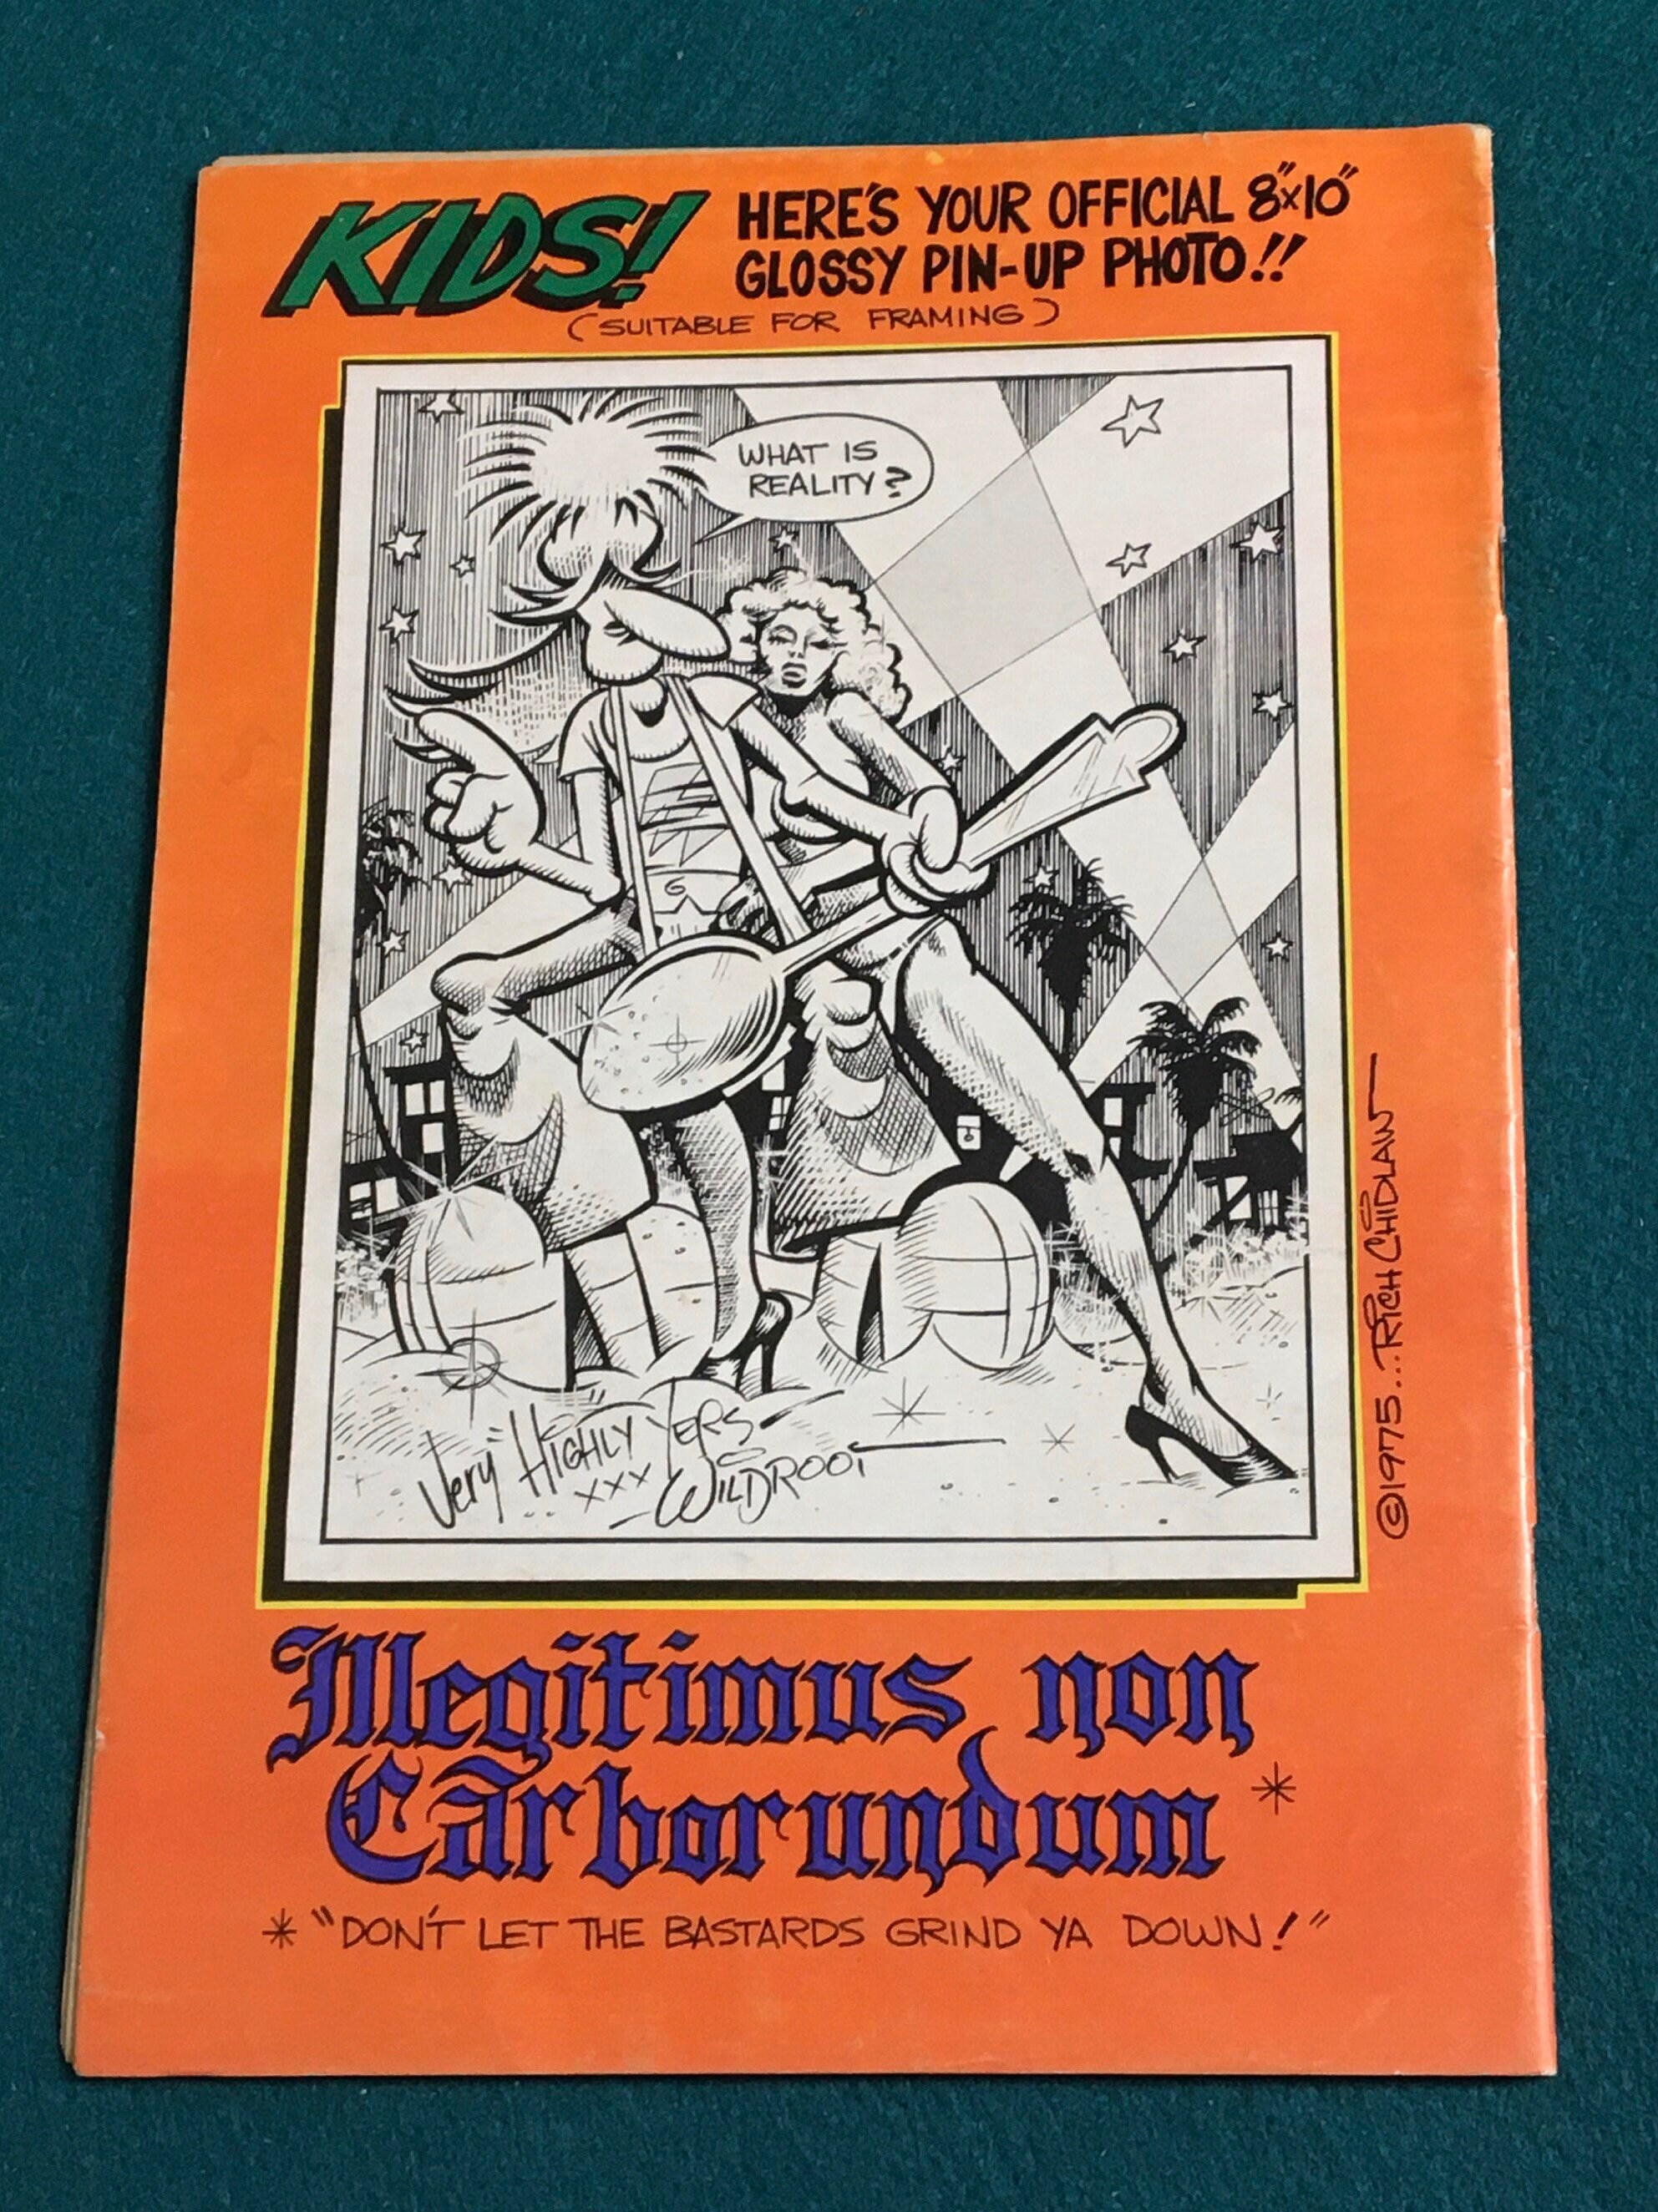 KIDS!
HERE'S YOUR OFFICIAL 8"x10"
GLOSSY PIN-UP PHOTO!!
(SUITABLE FOR FRAMING)
WHAT IS
REALITY?
G
Very "HIGHLY" YERS
xxx
—WILDROOT
©1975... RICH CHIDLAW
Illegitimus non
Carborundum *
* "DON'T LET THE BASTARDS GRIND YA DOWN!"